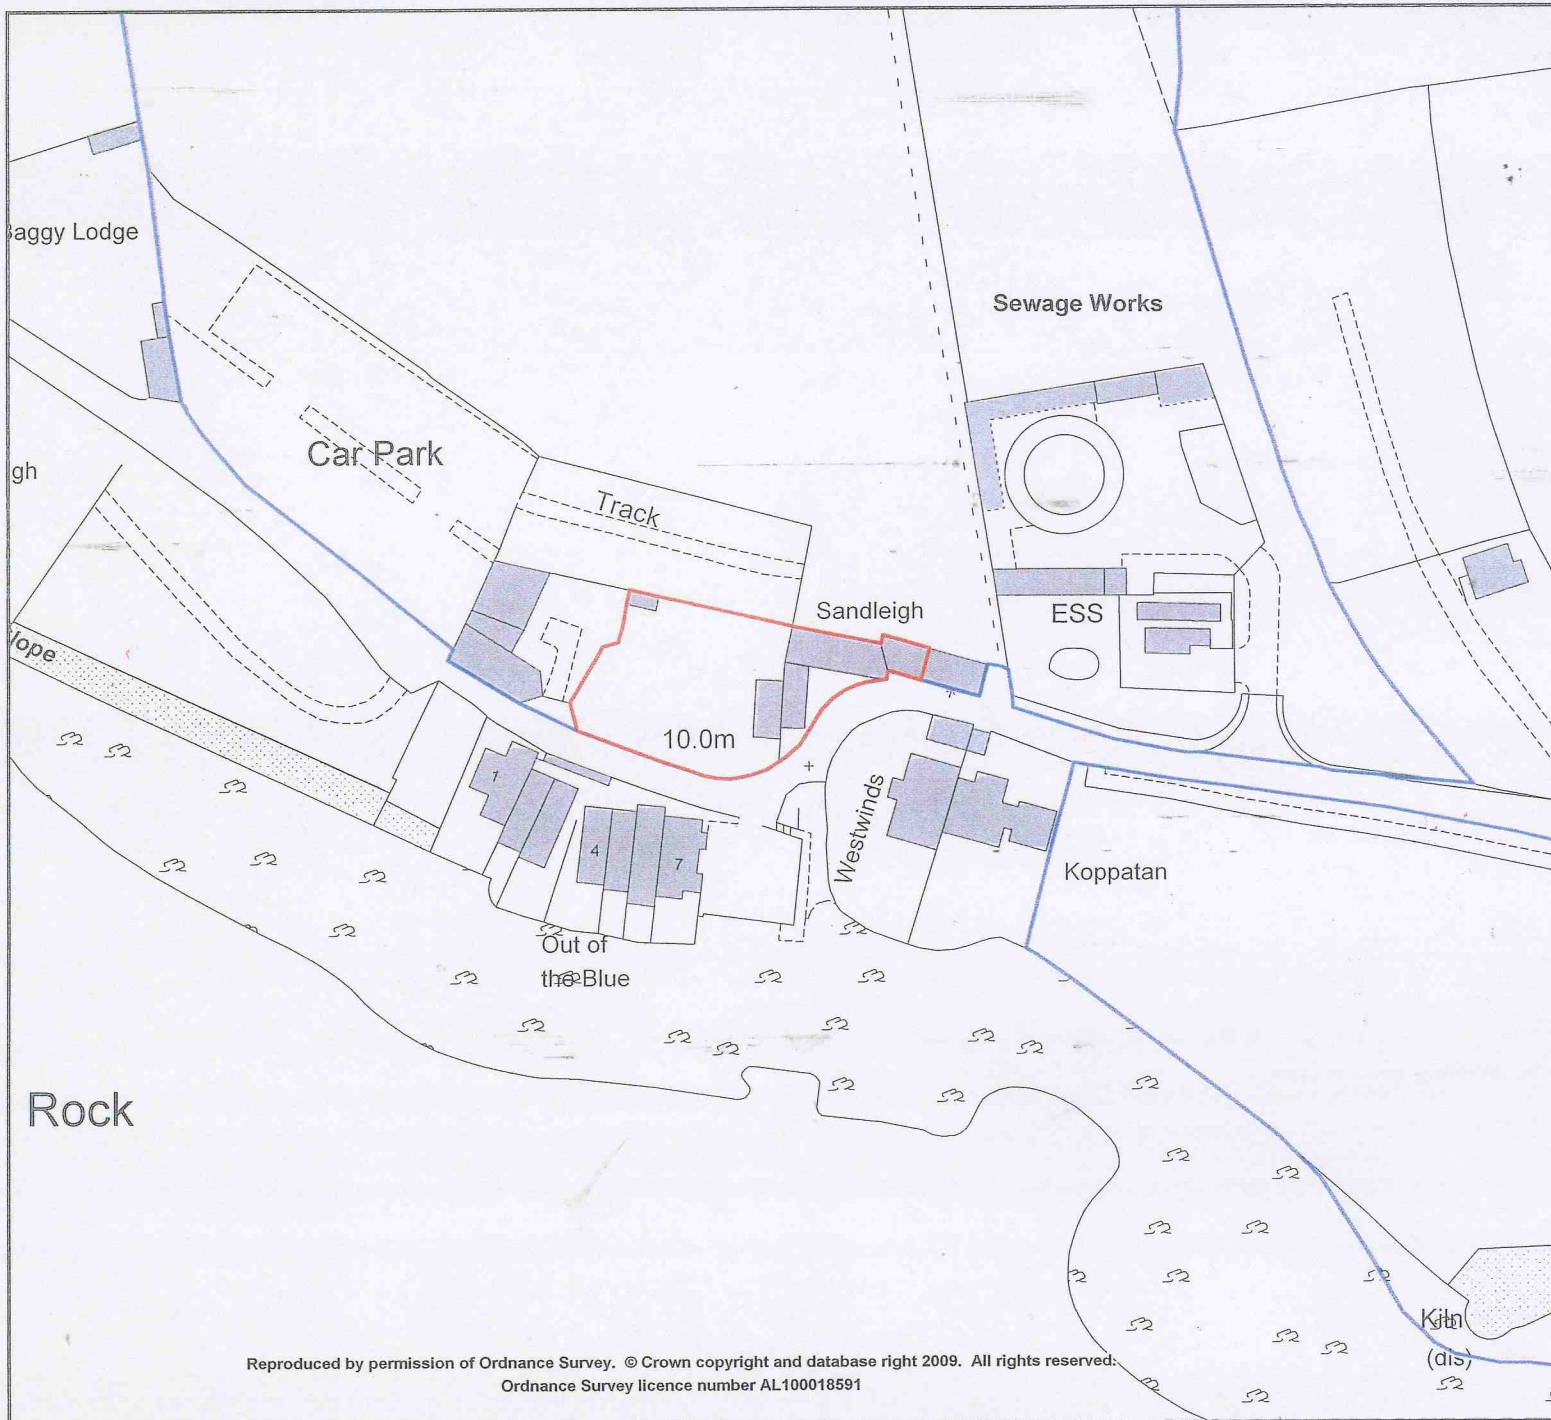 Baggy Lodge
Sewage Works
Car Park
gh
Track
Sandleigh
ESS
lope
10.0m
1
4
7
Westwinds
Koppatan
Out of
the Blue
Rock
Kiln
(dis)
Reproduced by permission of Ordnance Survey. © Crown copyright and database right 2009. All rights reserved.
Ordnance Survey licence number AL100018591